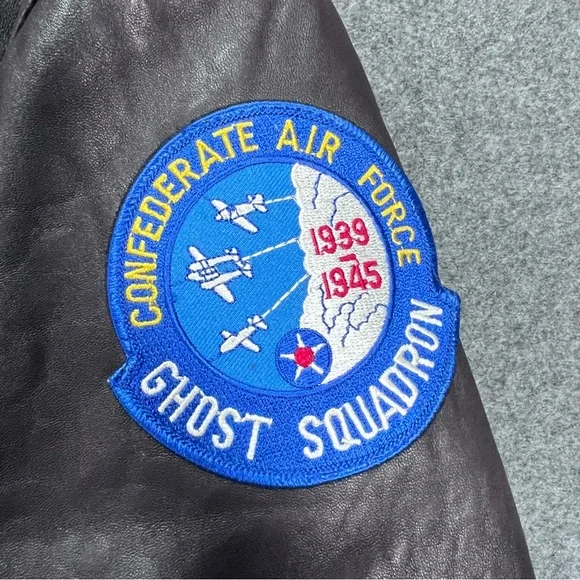 CONFEDERATE AIR FORCE
1939
-
1945
GHOST SQUADRON